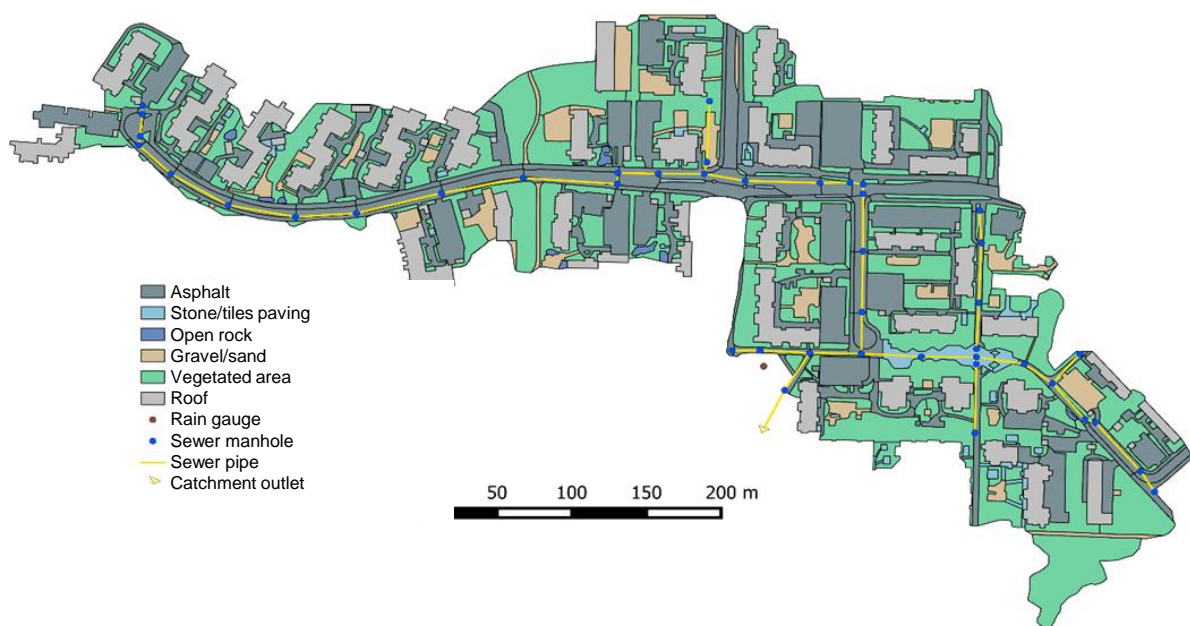 Asphalt
Stone/tiles paving
Open rock
Gravel/sand
Vegetated area
Roof
Rain gauge
Sewer manhole
Sewer pipe
Catchment outlet
50 100 150 200 m